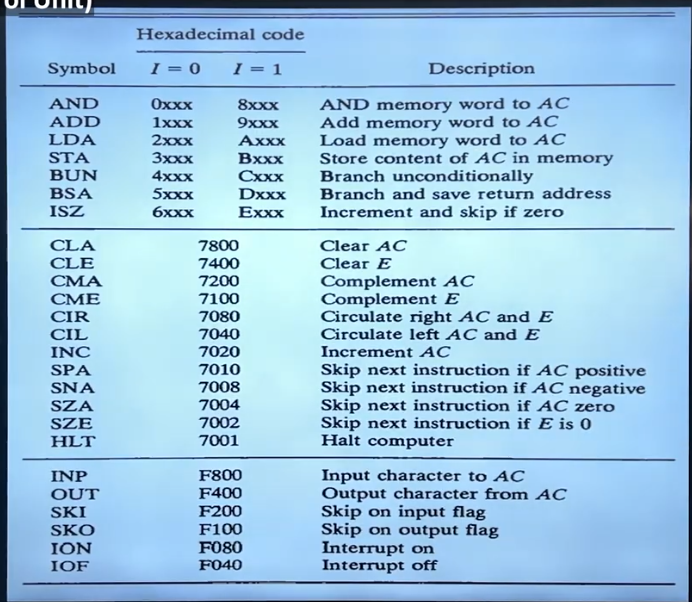 of Unit)
Hexadecimal code
Symbol I = 0 I = 1 Description
AND 0xxx 8xxx AND memory word to AC
ADD 1xxx 9xxx Add memory word to AC
LDA 2xxx Axxx Load memory word to AC
STA 3xxx Bxxx Store content of AC in memory
BUN 4xxx Cxxx Branch unconditionally
BSA 5xxx Dxxx Branch and save return address
ISZ 6xxx Exxx Increment and skip if zero
CLA 7800 Clear AC
CLE 7400 Clear E
CMA 7200 Complement AC
CME 7100 Complement E
CIR 7080 Circulate right AC and E
CIL 7040 Circulate left AC and E
INC 7020 Increment AC
SPA 7010 Skip next instruction if AC positive
SNA 7008 Skip next instruction if AC negative
SZA 7004 Skip next instruction if AC zero
SZE 7002 Skip next instruction if E is 0
HLT 7001 Halt computer
INP F800 Input character to AC
OUT F400 Output character from AC
SKI F200 Skip on input flag
SKO F100 Skip on output flag
ION F080 Interrupt on
IOF F040 Interrupt off